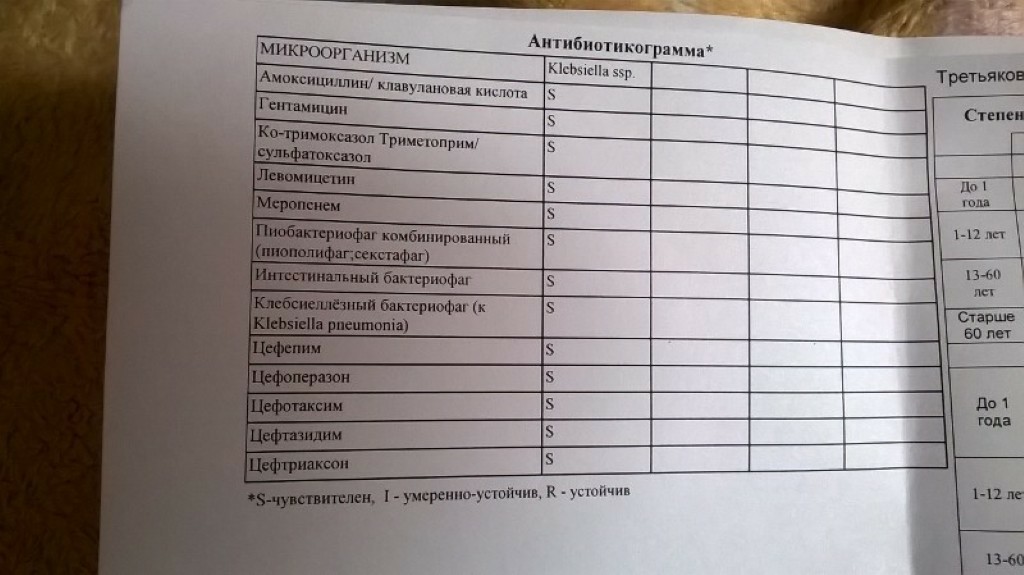 Антибиотикограмма*
МИКРООРГАНИЗМ Klebsiella ssp.
Амоксициллин/ клавулановая кислота S
Гентамицин S
Ко-тримоксазол Триметоприм/ S
сульфатоксазол
Левомицетин S
Меропенем S
Пиобактериофаг комбинированный S
(пиополифаг;секстафаг)
Интестинальный бактериофаг S
Клебсиеллёзный бактериофаг (к S
Klebsiella pneumonia)
Цефепим S
Цефоперазон S
Цефотаксим S
Цефтазидим S
Цефтриаксон S
*S-чувствителен, I - умеренно-устойчив, R - устойчив
Третьяков
Степен
До 1
года
1-12 лет
13-60
лет
Старше
60 лет
До 1
года
1-12 лет
13-60